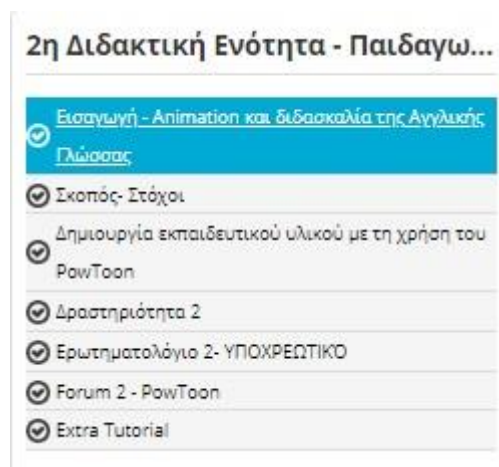 2η Διδακτική Ενότητα - Παιδαγω...
Εισαγωγή - Animation και διδασκαλία της Αγγλικής
Γλώσσας
Σκοπός- Στόχοι
Δημιουργία εκπαιδευτικού υλικού με τη χρήση του
PowToon
Δραστηριότητα 2
Ερωτηματολόγιο 2- ΥΠΟΧΡΕΩΤΙΚΌ
Forum 2 - PowToon
Extra Tutorial